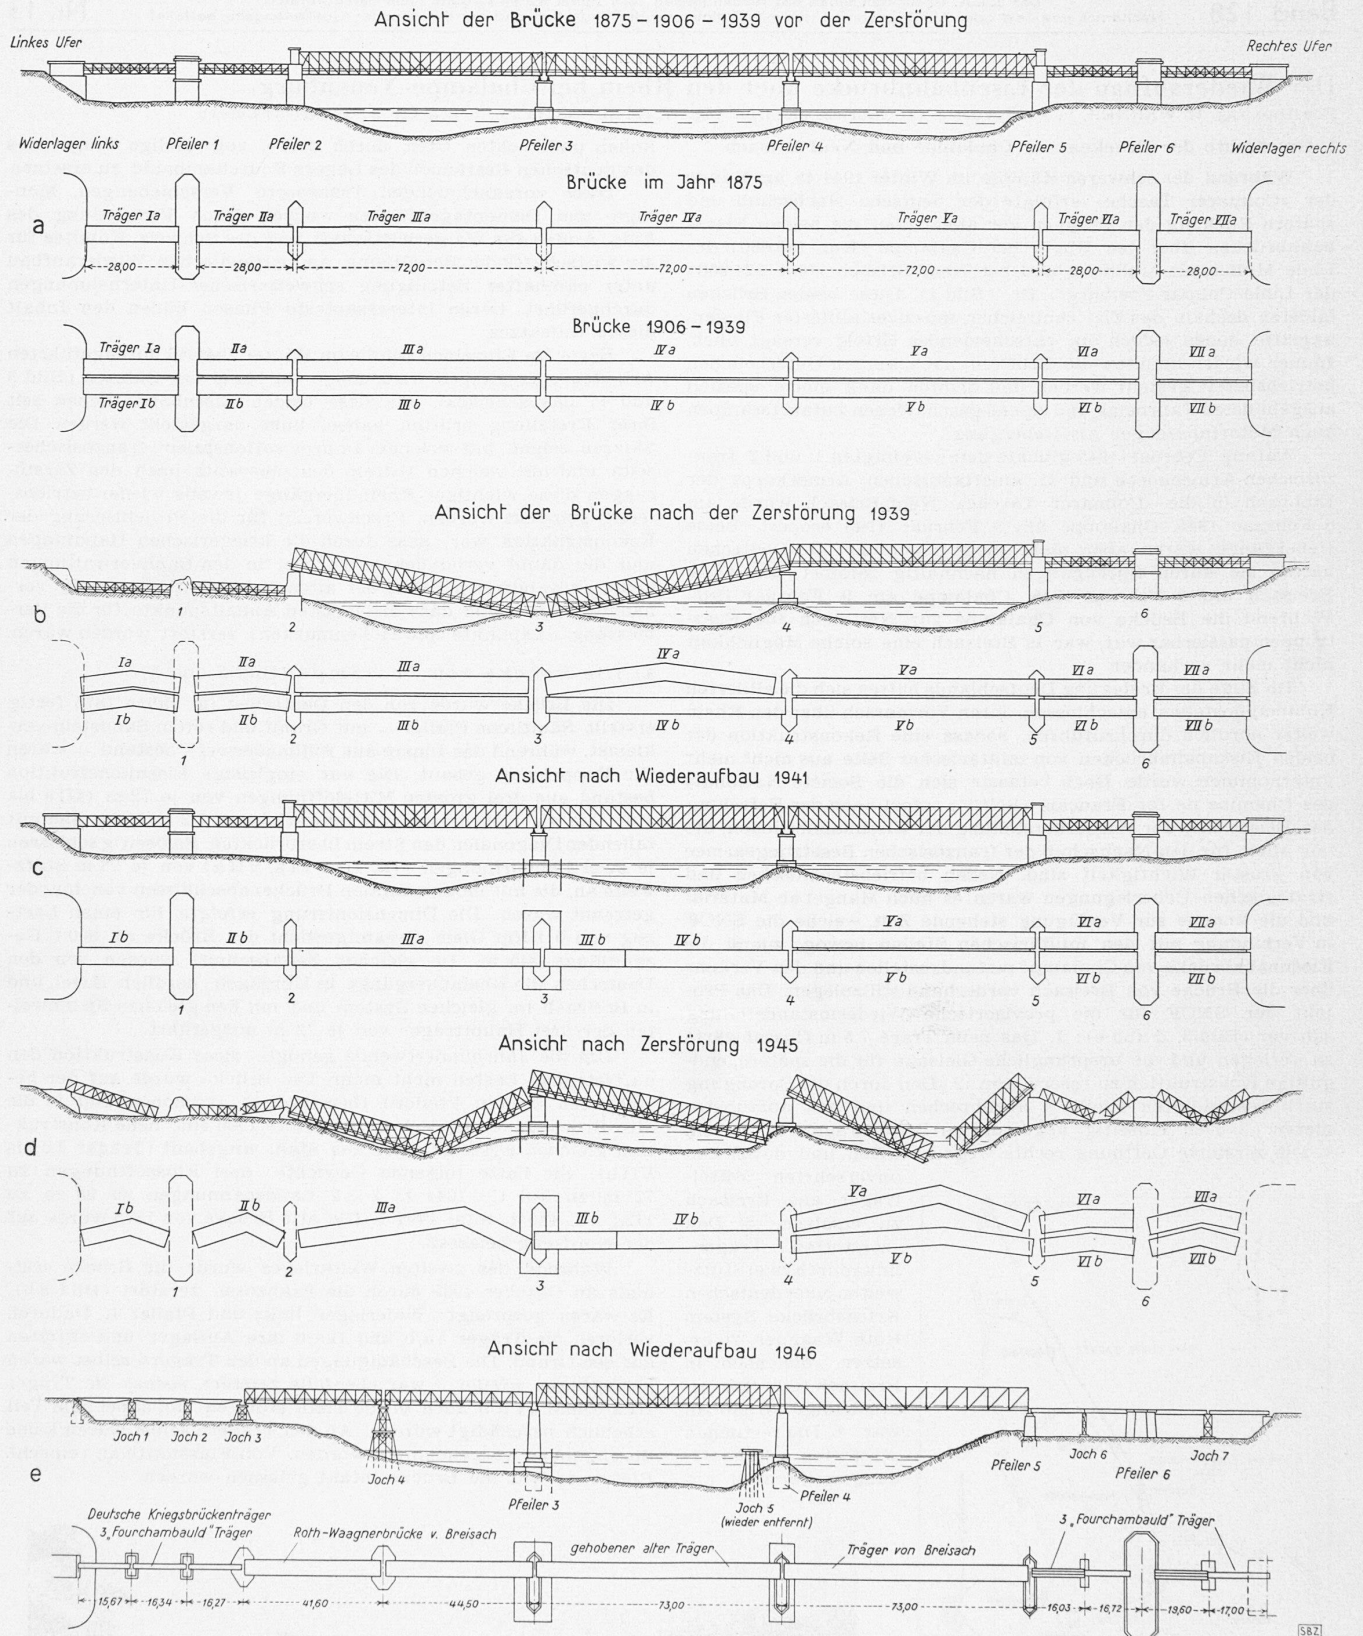 Ansicht der Brücke 1875-1906-1939 vor der Zerstörung
Linkes Ufer
Rechtes Ufer
Widerlager links Pfeiler 1 Pfeiler 2 Pfeiler 3 Pfeiler 4 Pfeiler 5 Pfeiler 6 Widerlager rechts
Brücke im Jahr 1875
a
Träger Ia Träger IIa Träger IIIa Träger IVa Träger Va Träger VIa Träger VIIa
28,00 28,00 72,00 72,00 72,00 28,00 28,00
Brücke 1906-1939
Träger Ia IIa IIIa IVa Va VIa VIIa
Träger Ib IIb IIIb IVb Vb VIb VIIb
Ansicht der Brücke nach der Zerstörung 1939
b
1 2 3 4 5 6
Ia IIa IIIa IVa Va VIa VIIa
Ib IIb IIIb IVb Vb VIb VIIb
1 2 3 4 5 6
Ansicht nach Wiederaufbau 1941
c
Ib IIb IIIa IIIb IVb Va VIa VIIa
Vb VIb VIIb
1 2 3 4 5 6
Ansicht nach Zerstörung 1945
d
Ib IIb IIIa IIIb IVb Va VIa VIIa
Vb VIb VIIb
1 2 3 4 5 6
Ansicht nach Wiederaufbau 1946
e
Joch 1 Joch 2 Joch 3 Joch 4 Pfeiler 3 Joch 5 Pfeiler 4 Pfeiler 5 Joch 6 Pfeiler 6 Joch 7
(wieder entfernt)
Deutsche Kriegsbrückenträger
3 „Fourchambauld" Träger
Roth-Waagnerbrücke v. Breisach
gehobener alter Träger
Träger von Breisach
3 „Fourchambauld" Träger
15,67 16,34 16,27 41,60 44,50 73,00 73,00 16,03 16,72 19,60 17,00
SBZ